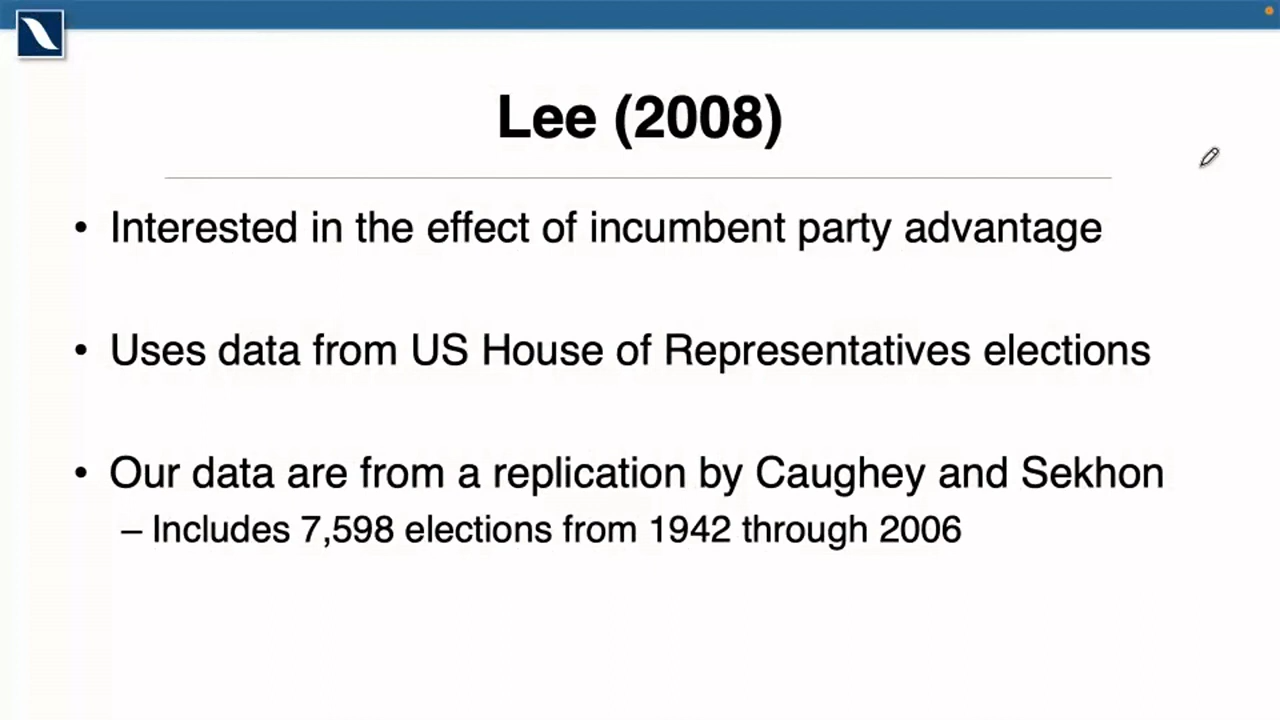 Lee (2008)
• Interested in the effect of incumbent party advantage
• Uses data from US House of Representatives elections
• Our data are from a replication by Caughey and Sekhon
– Includes 7,598 elections from 1942 through 2006